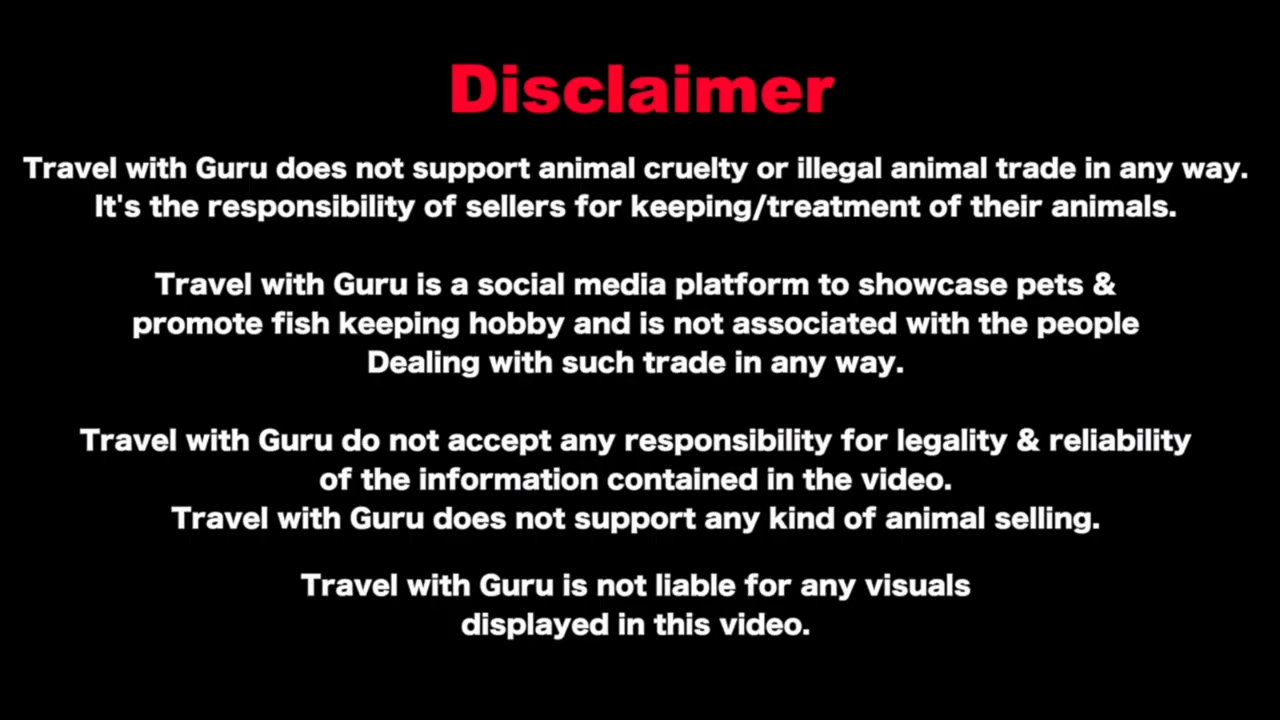 Disclaimer
Travel with Guru does not support animal cruelty or illegal animal trade in any way.
It's the responsibility of sellers for keeping/treatment of their animals.
Travel with Guru is a social media platform to showcase pets &
promote fish keeping hobby and is not associated with the people
Dealing with such trade in any way.
Travel with Guru do not accept any responsibility for legality & reliability
of the information contained in the video.
Travel with Guru does not support any kind of animal selling.
Travel with Guru is not liable for any visuals
displayed in this video.